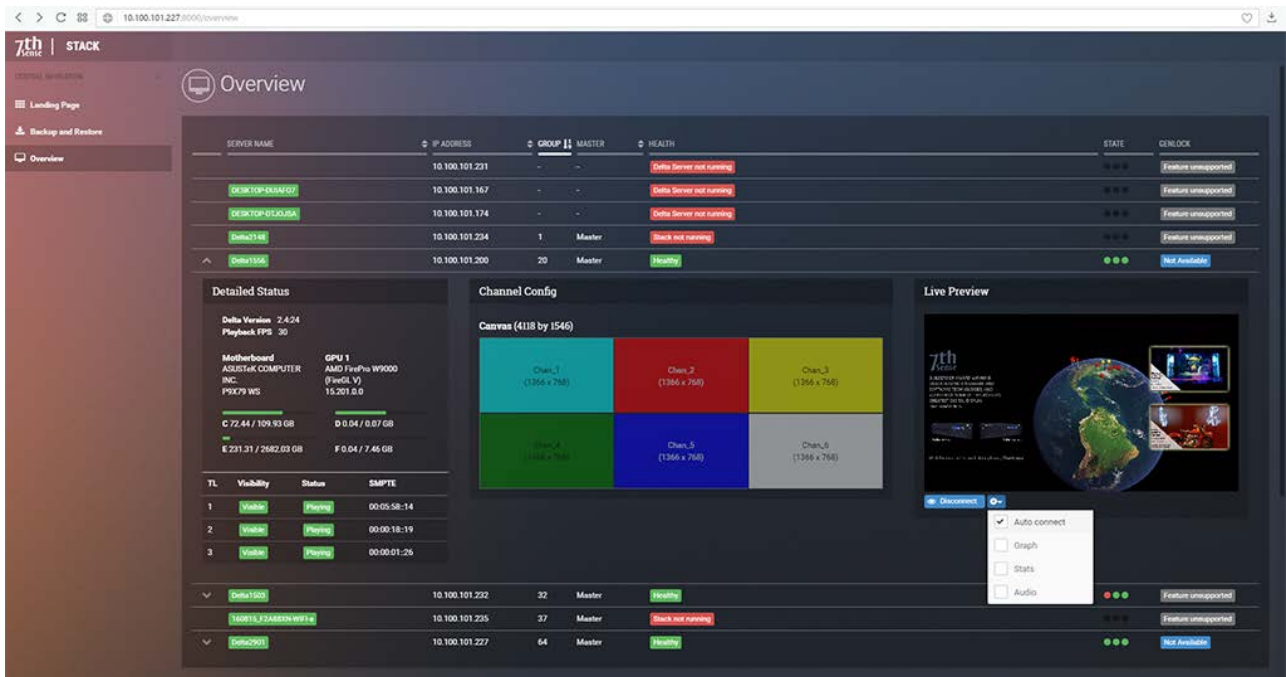 10.100.101.227:8000/overview
7th sense | STACK
GENERAL NAVIGATION
Landing Page
Backup and Restore
Overview
Overview
SERVER NAME IP ADDRESS GROUP MASTER HEALTH STATE GENLOCK
10.100.101.231 - - Delta Server not running Feature unsupported
10.100.101.167 - - Delta Server not running Feature unsupported
10.100.101.174 - - Delta Server not running Feature unsupported
Delta2148 10.100.101.234 1 Master Stack not running Feature unsupported
Delta1556 10.100.101.200 20 Master Healthy Not Available
Detailed Status
Delta Version 2.4:24
Playback FPS 30
Motherboard
ASUSTeK COMPUTER
INC.
P9X79 WS
GPU 1
AMD FirePro W9000
(FireGL V)
15.201.0.0
C 72.44 / 109.93 GB D 0.04 / 0.07 GB
E 231.31 / 2682.03 GB F 0.04 / 7.46 GB
TL Visibility Status SMPTE
1 Visible Playing 00:05:58::14
2 Visible Playing 00:00:18::19
3 Visible Playing 00:00:01::26
Channel Config
Canvas (4118 by 1546)
Chan_1
(1366 x 768)
Chan_2
(1366 x 768)
Chan_3
(1366 x 768)
Chan_4
(1366 x 768)
Chan_5
(1366 x 768)
Chan_6
(1366 x 768)
Live Preview
7th
sense
Disconnect
Auto connect
Graph
Stats
Audio
Delta1503 10.100.101.232 32 Master Healthy Feature unsupported
10.100.101.235 37 Master Stack not running Feature unsupported
Delta2901 10.100.101.227 64 Master Healthy Not Available